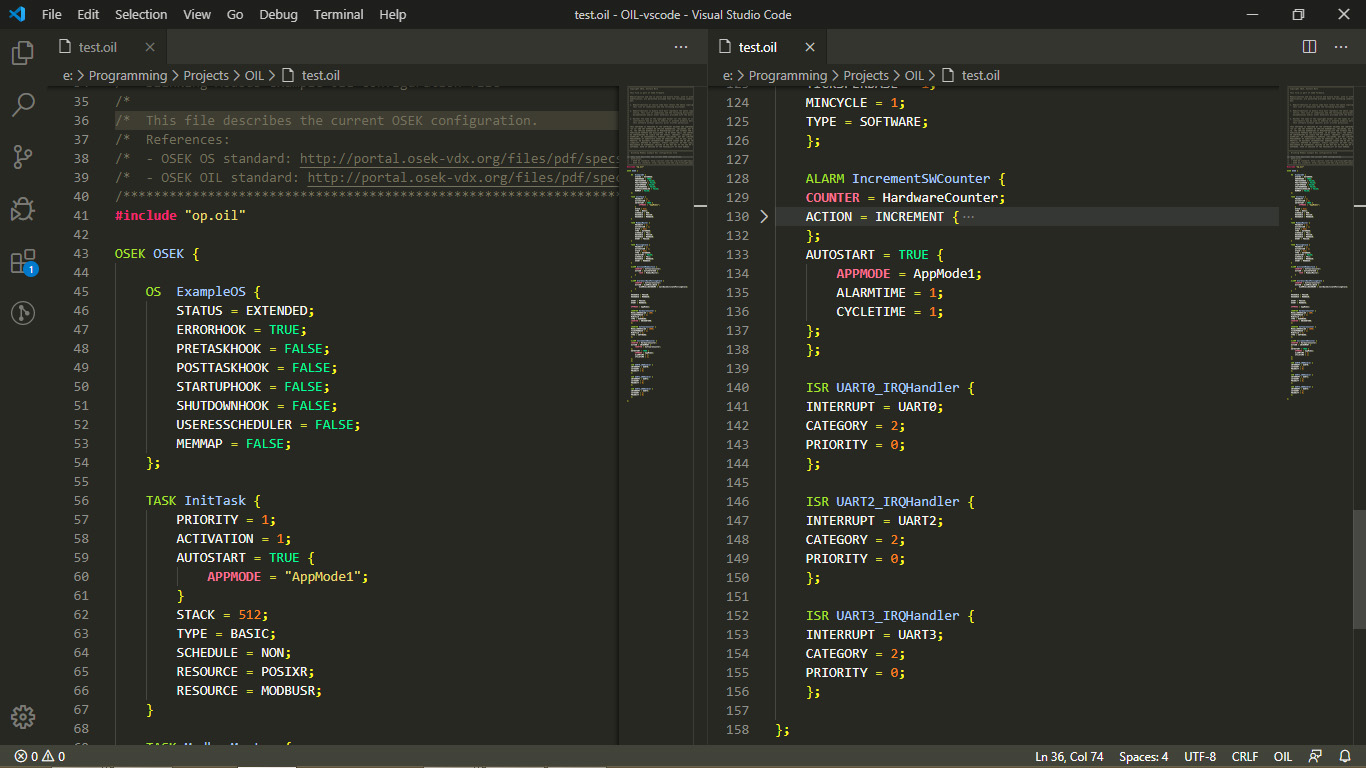 File Edit Selection View Go Debug Terminal Help
test.oil - OIL-vscode - Visual Studio Code
test.oil
e: > Programming > Projects > OIL > test.oil
35 /*
36 /*  This file describes the current OSEK configuration.
37 /*  References:
38 /*  - OSEK OS standard: http://portal.osek-vdx.org/files/pdf/specs
39 /*  - OSEK OIL standard: http://portal.osek-vdx.org/files/pdf/spec
40 /*****************************************************************
41 #include "op.oil"
42
43 OSEK OSEK {
44
45     OS  ExampleOS {
46         STATUS = EXTENDED;
47         ERRORHOOK = TRUE;
48         PRETASKHOOK = FALSE;
49         POSTTASKHOOK = FALSE;
50         STARTUPHOOK = FALSE;
51         SHUTDOWNHOOK = FALSE;
52         USERESSCHEDULER = FALSE;
53         MEMMAP = FALSE;
54     };
55
56     TASK InitTask {
57         PRIORITY = 1;
58         ACTIVATION = 1;
59         AUTOSTART = TRUE {
60             APPMODE = "AppMode1";
61         }
62         STACK = 512;
63         TYPE = BASIC;
64         SCHEDULE = NON;
65         RESOURCE = POSIXR;
66         RESOURCE = MODBUSR;
67     }
68
test.oil
e: > Programming > Projects > OIL > test.oil
124     MINCYCLE = 1;
125     TYPE = SOFTWARE;
126     };
127
128     ALARM IncrementSWCounter {
129     COUNTER = HardwareCounter;
130     ACTION = INCREMENT {
132     };
133     AUTOSTART = TRUE {
134         APPMODE = AppMode1;
135         ALARMTIME = 1;
136         CYCLETIME = 1;
137     };
138     };
139
140     ISR UART0_IRQHandler {
141     INTERRUPT = UART0;
142     CATEGORY = 2;
143     PRIORITY = 0;
144     };
145
146     ISR UART2_IRQHandler {
147     INTERRUPT = UART2;
148     CATEGORY = 2;
149     PRIORITY = 0;
150     };
151
152     ISR UART3_IRQHandler {
153     INTERRUPT = UART3;
154     CATEGORY = 2;
155     PRIORITY = 0;
156     };
157
158 };
1
0 0
Ln 36, Col 74 Spaces: 4 UTF-8 CRLF OIL